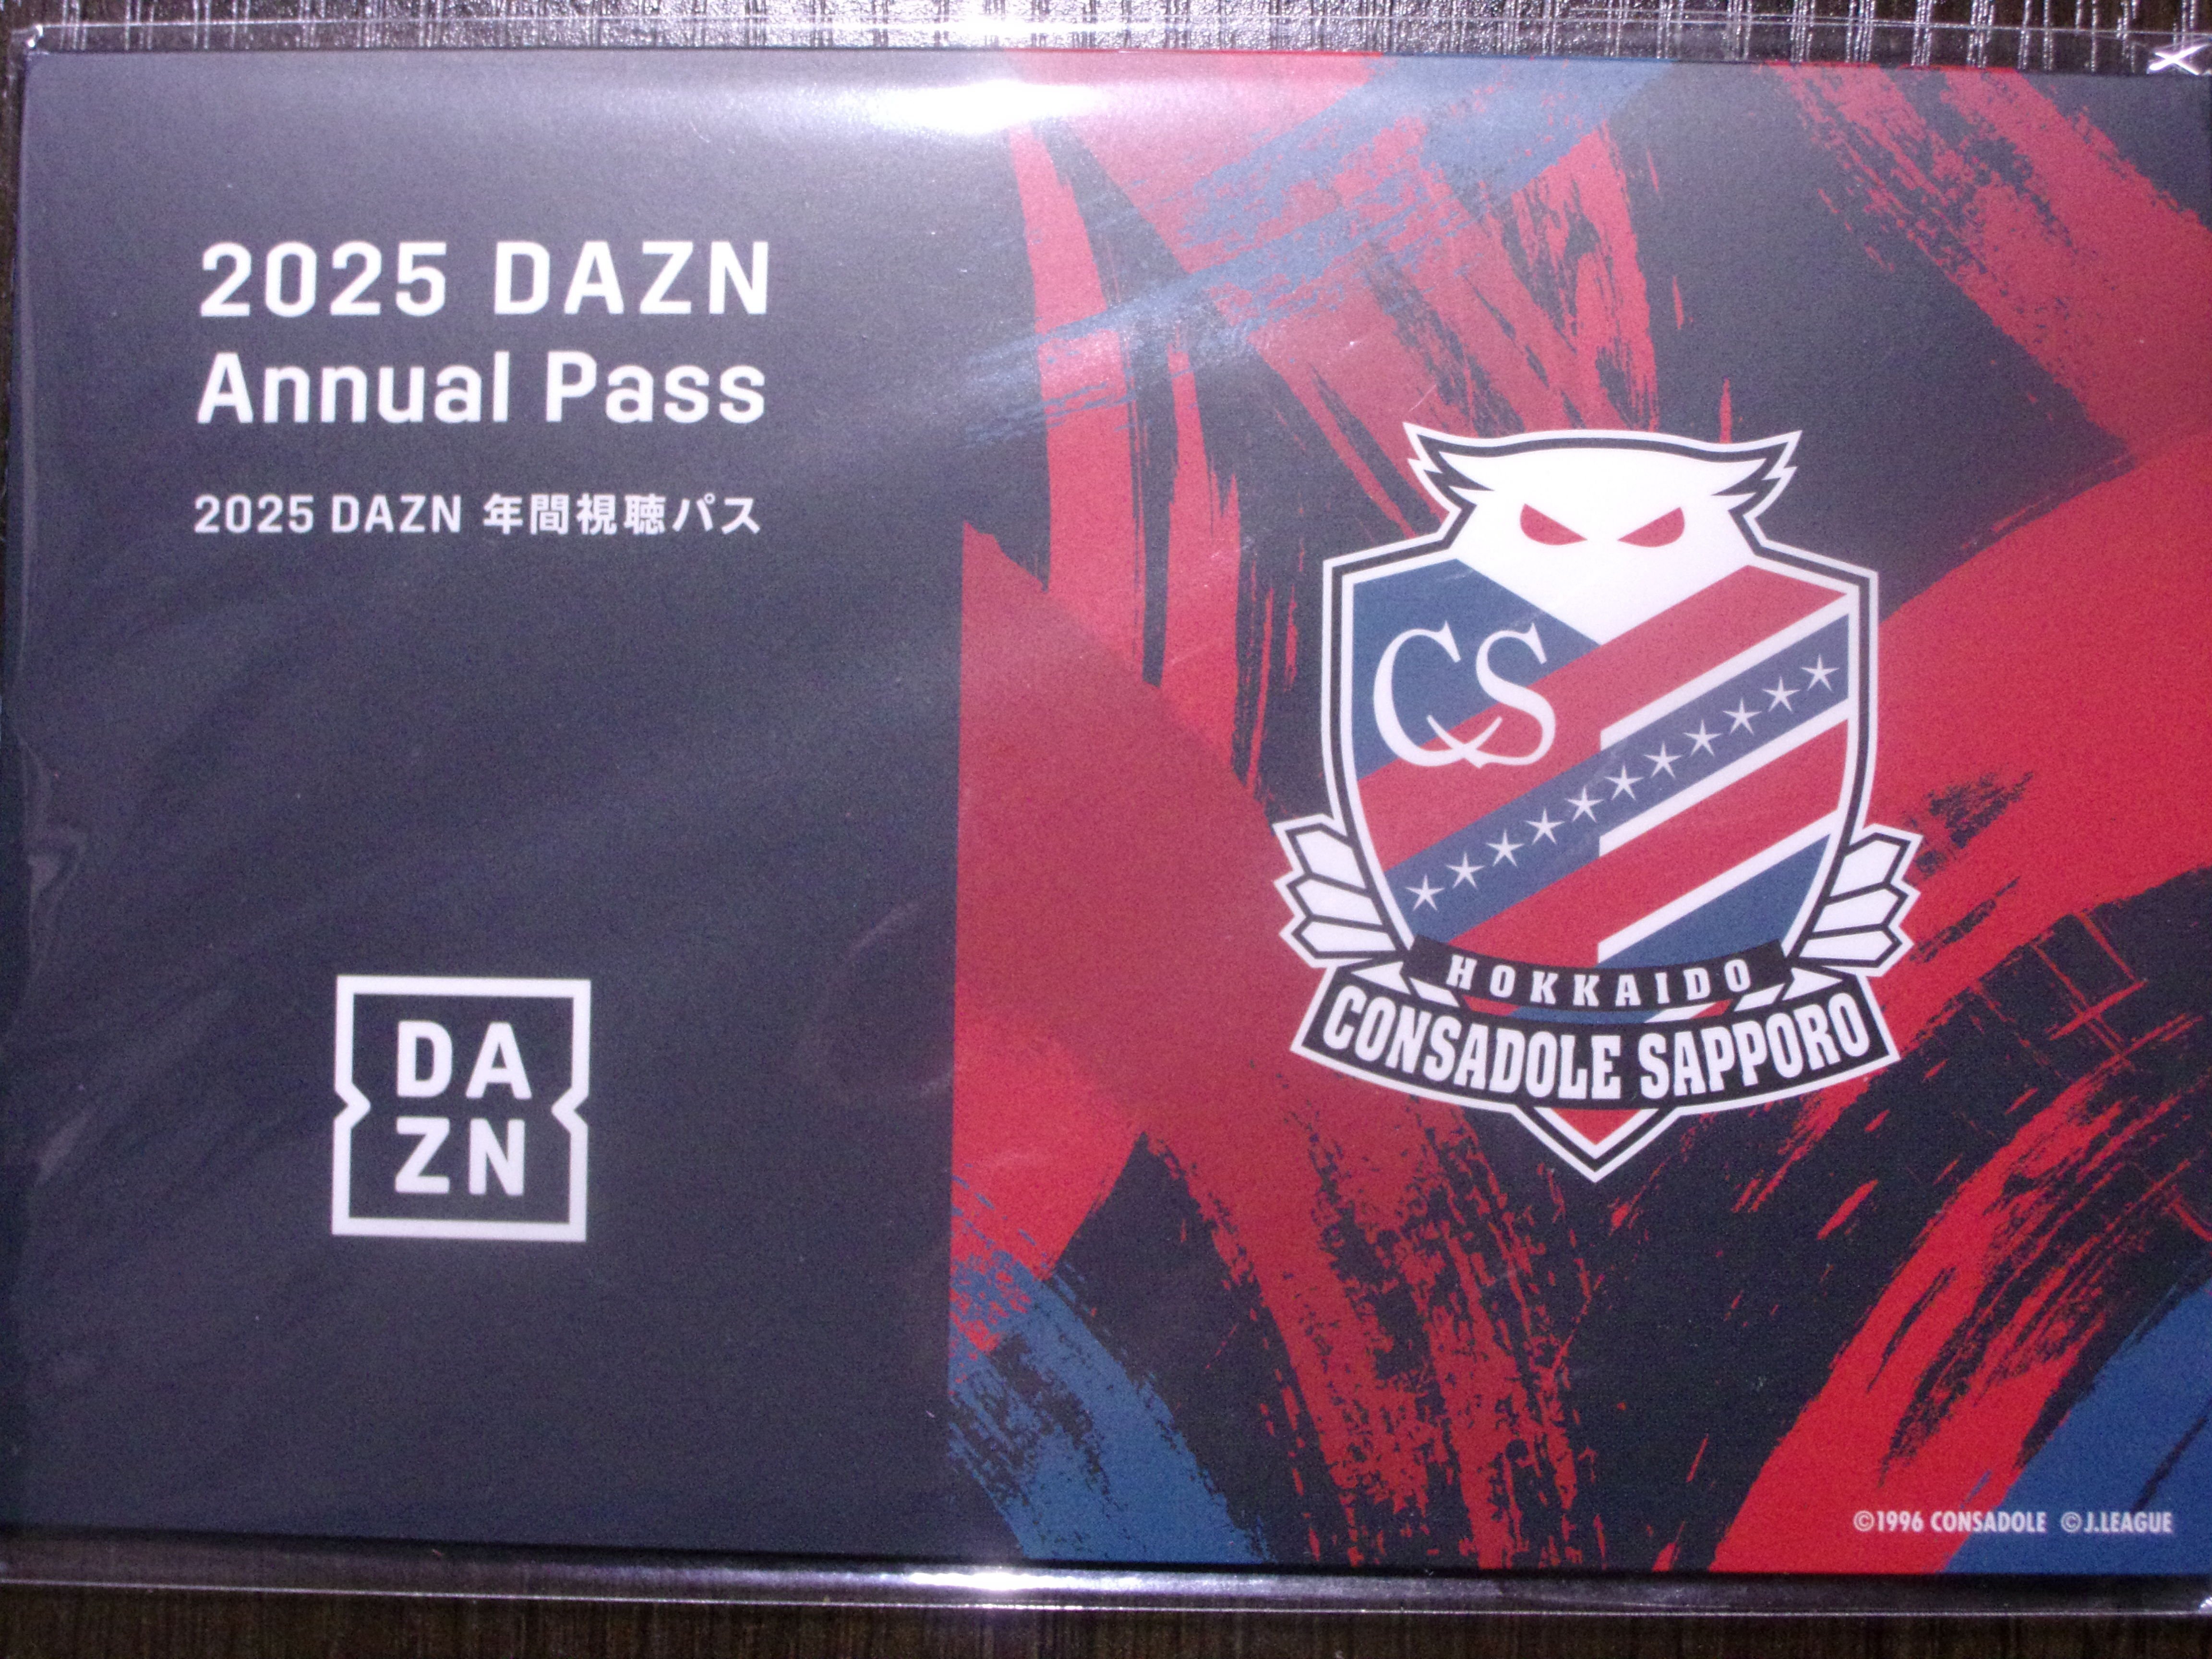 2025 DAZN
Annual Pass
2025 DAZN 年間視聴パス
DA
ZN
CS
HOKKAIDO
CONSADOLE SAPPORO
©1996 CONSADOLE ©J.LEAGUE